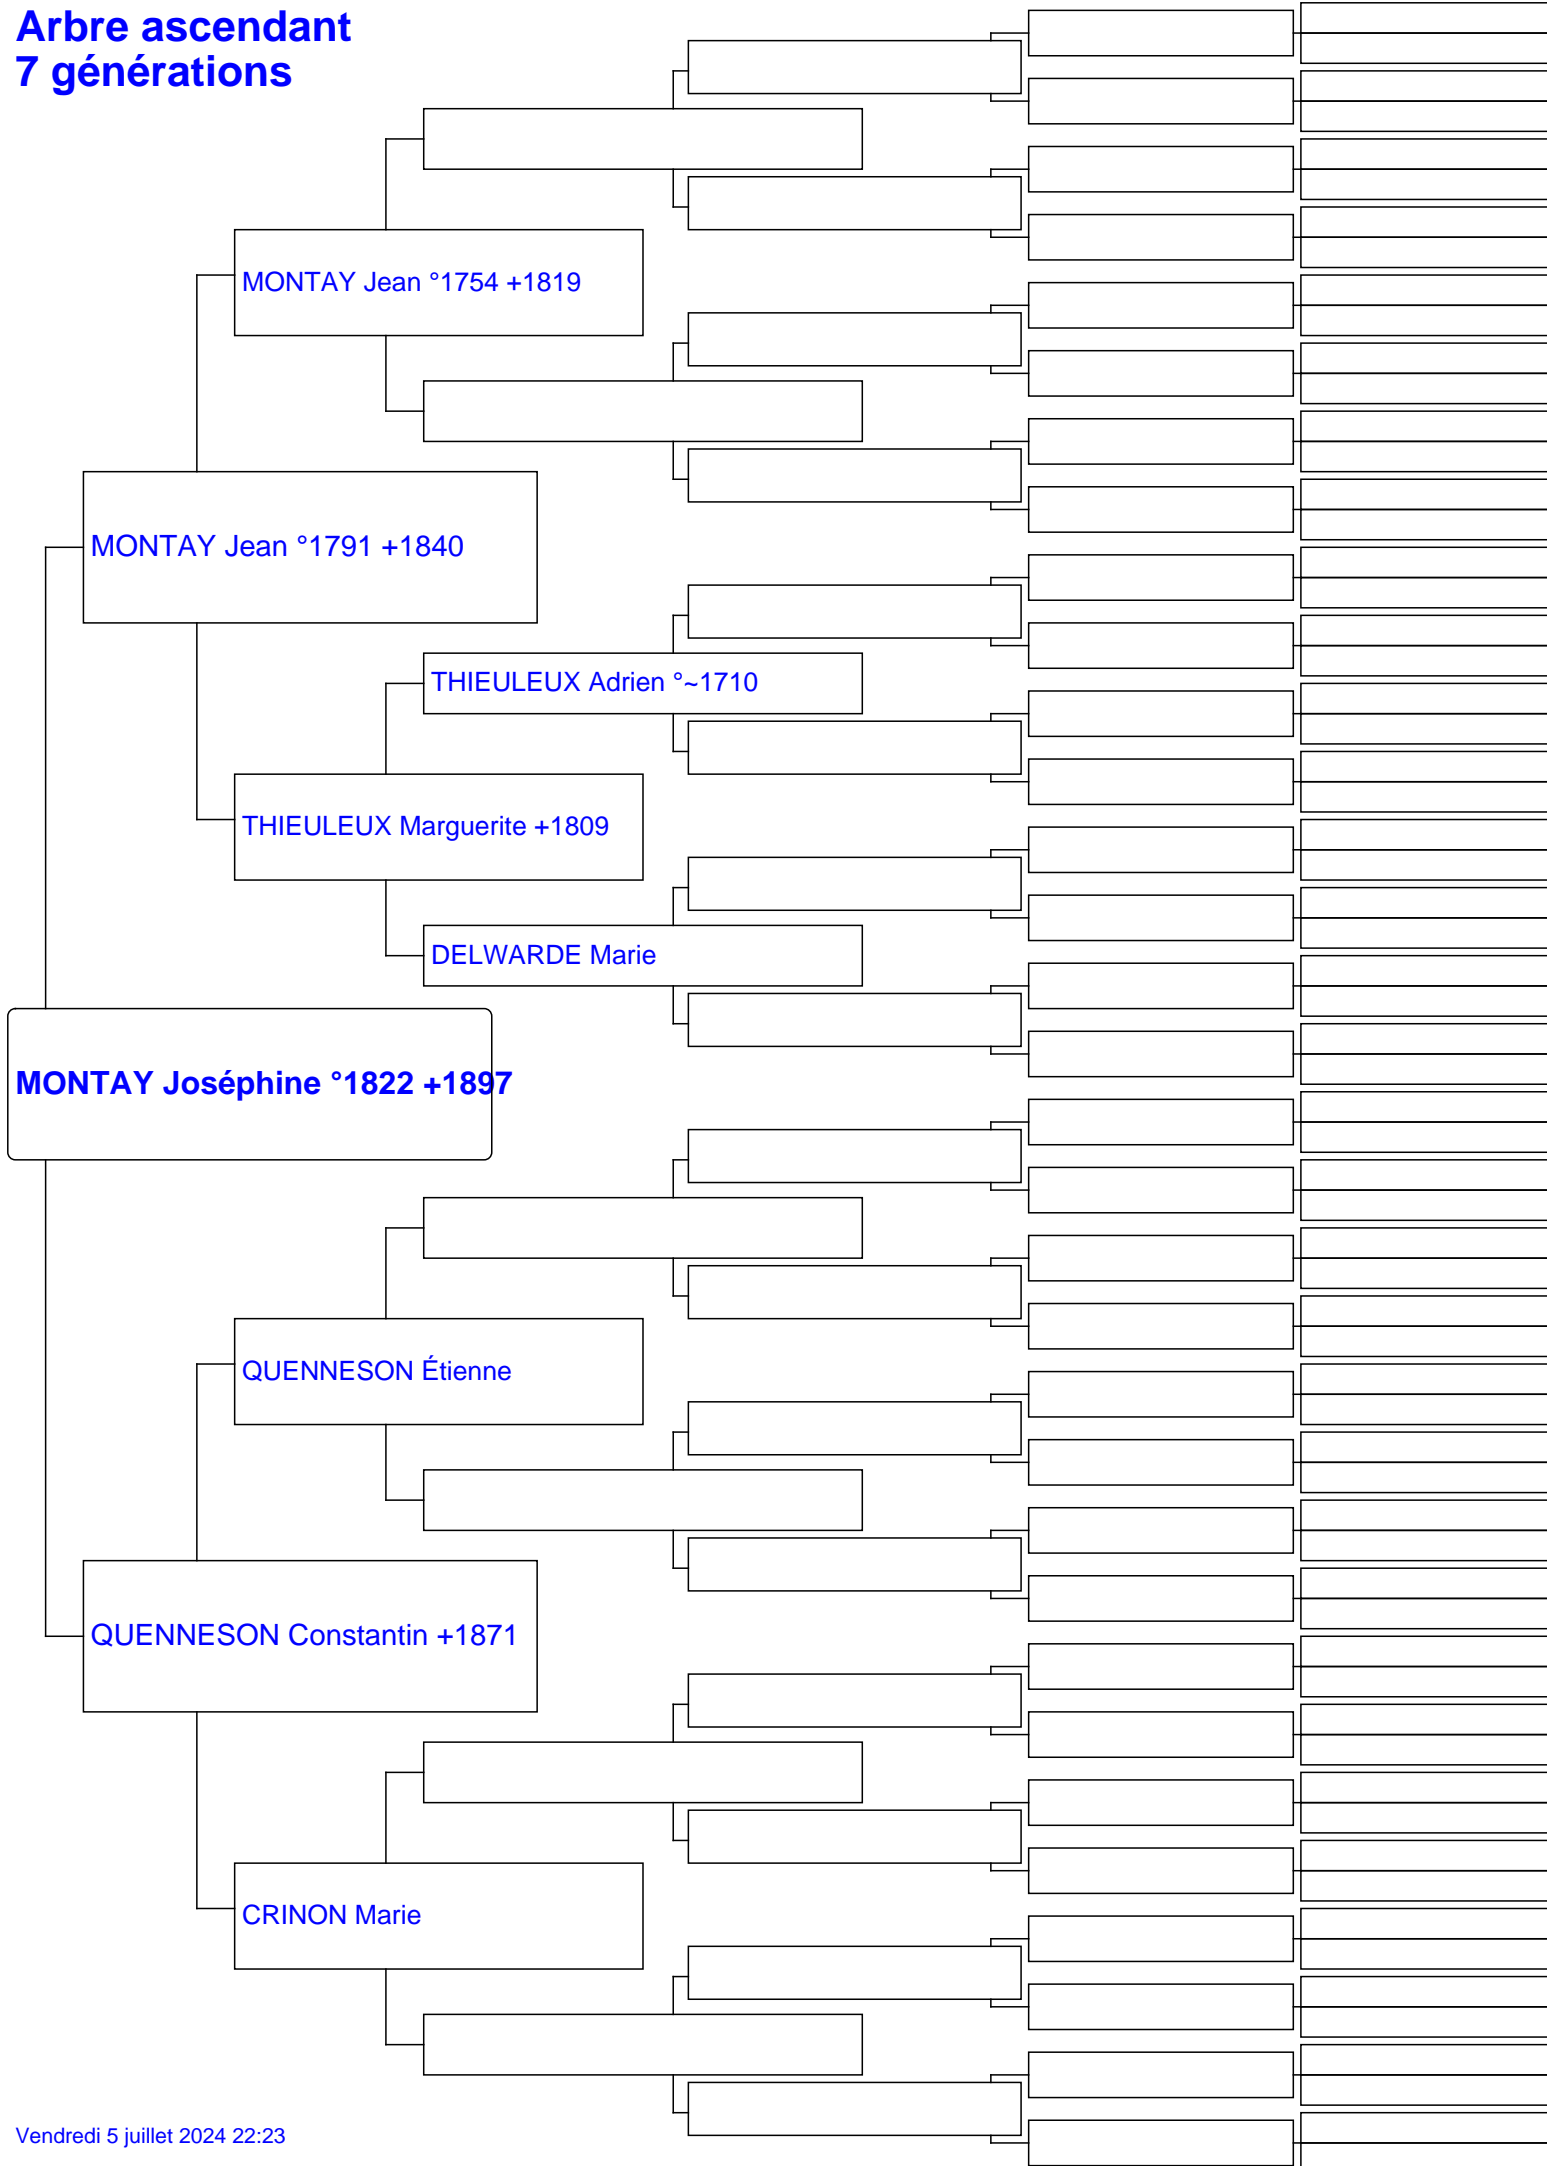 Arbre ascendant
7 générations
MONTAY Jean °1754 +1819
MONTAY Jean °1791 +1840
THIEULEUX Adrien °~1710
THIEULEUX Marguerite +1809
DELWARDE Marie
MONTAY Joséphine °1822 +1897
QUENNESON Étienne
QUENNESON Constantin +1871
CRINON Marie
Vendredi 5 juillet 2024 22:23